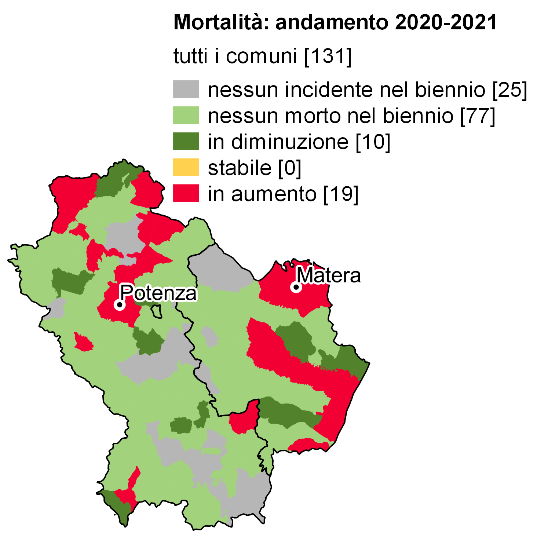 Mortalità: andamento 2020-2021
tutti i comuni [131]
nessun incidente nel biennio [25]
nessun morto nel biennio [77]
in diminuzione [10]
stabile [0]
in aumento [19]
Matera
Potenza